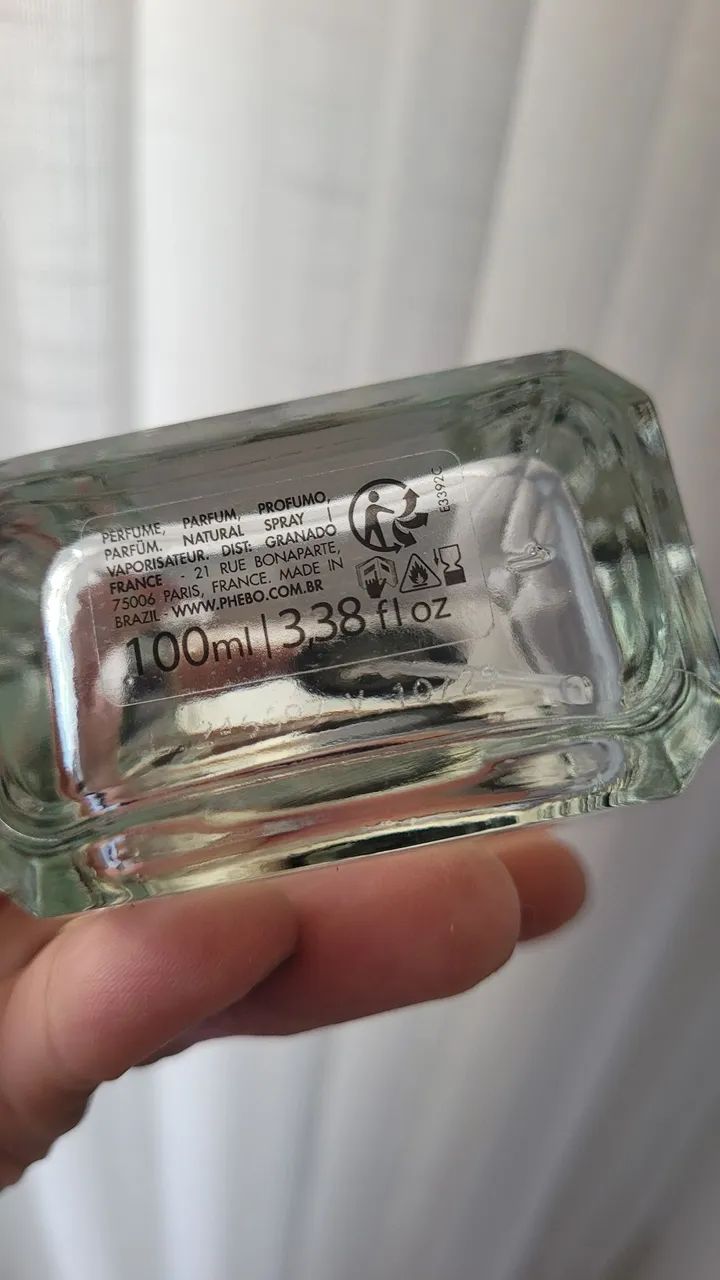 PERFUME, PARFUM, PROFUMO,
PARFÜM. NATURAL SPRAY |
VAPORISATEUR. DIST: GRANADO
FRANCE - 21 RUE BONAPARTE,
75006 PARIS, FRANCE. MADE IN
BRAZIL - WWW.PHEBO.COM.BR
100ml | 3,38 fl oz
E3392C